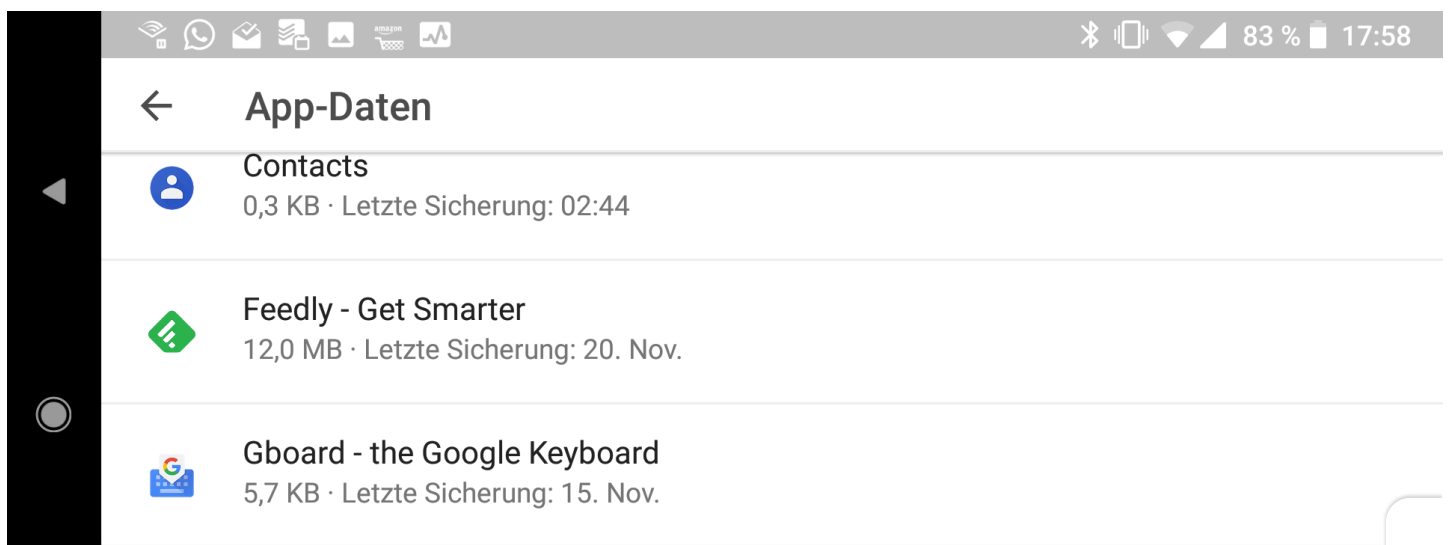 amazon
83 %
17:58
App-Daten
Contacts
0,3 KB · Letzte Sicherung: 02:44
Feedly - Get Smarter
12,0 MB · Letzte Sicherung: 20. Nov.
G
Gboard - the Google Keyboard
5,7 KB · Letzte Sicherung: 15. Nov.